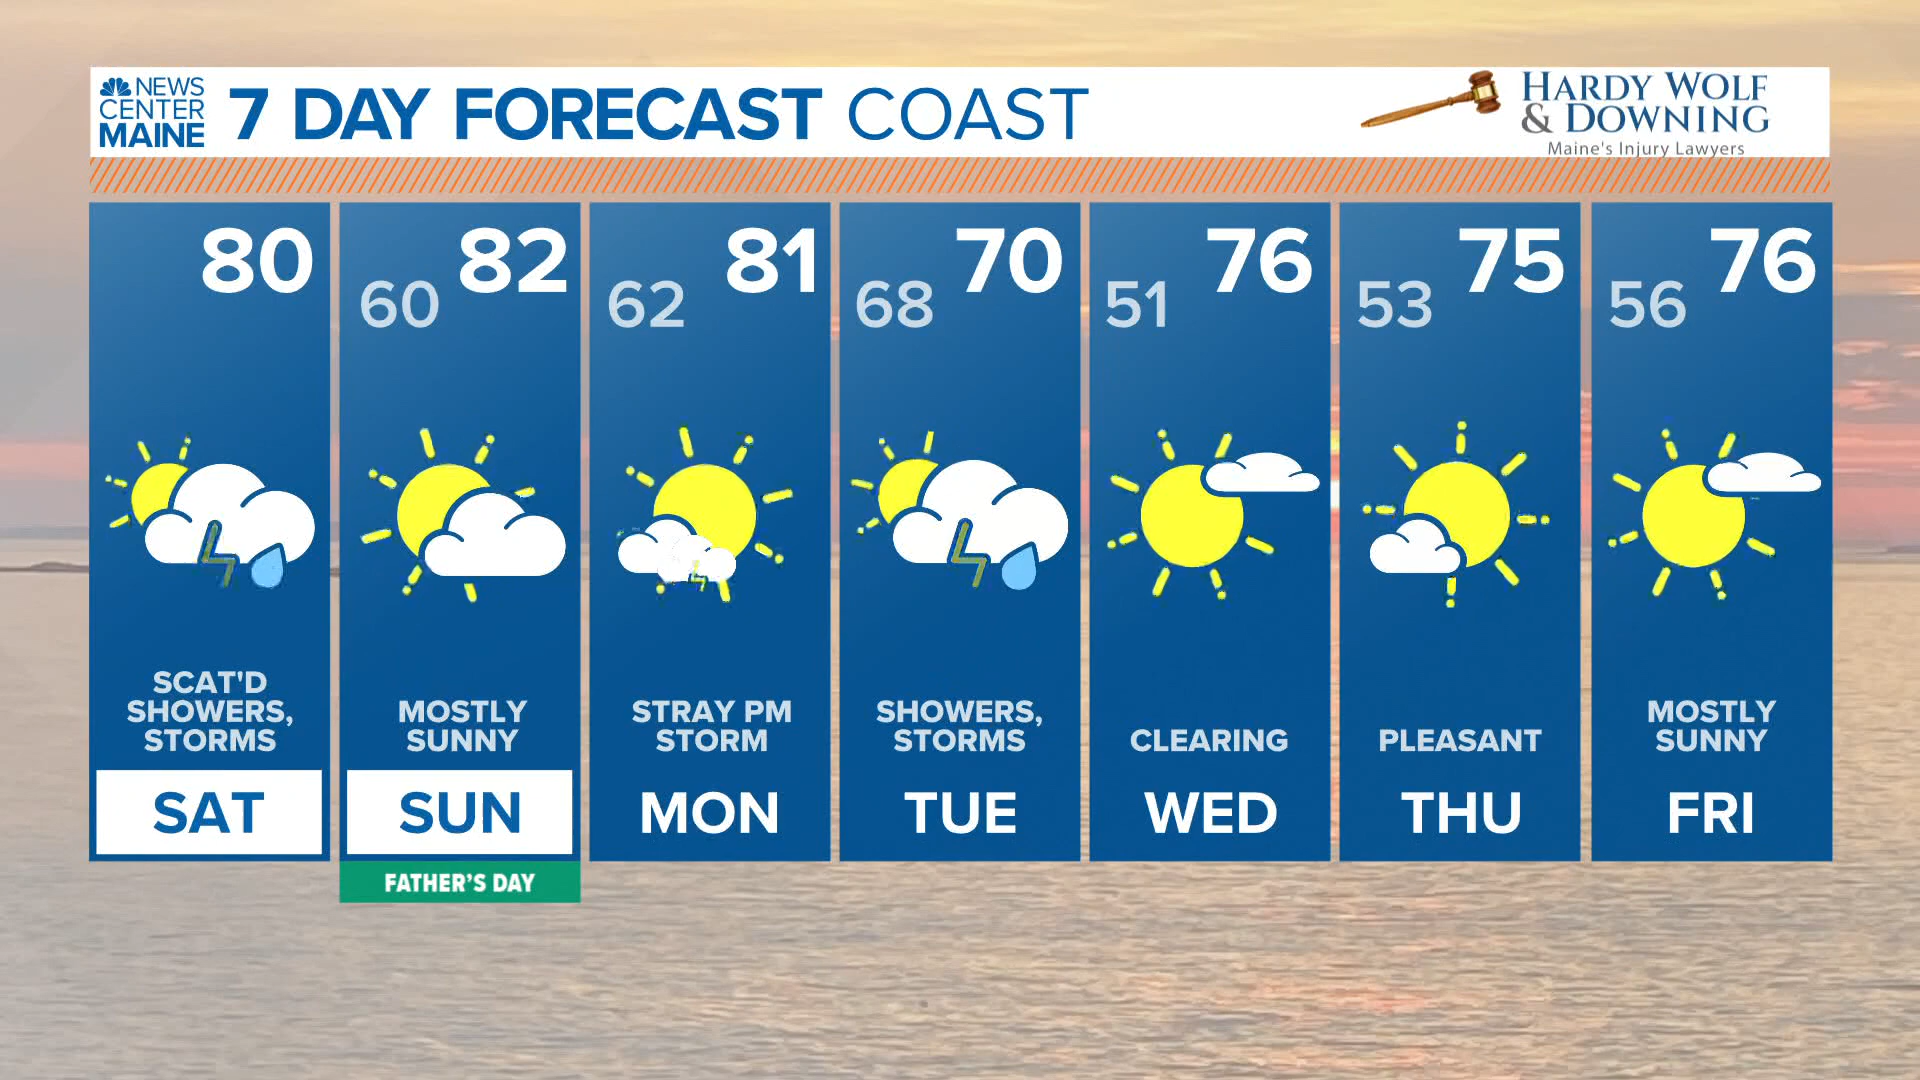 NEWS
CENTER
MAINE
7 DAY FORECAST COAST
HARDY WOLF
& DOWNING
Maine's Injury Lawyers
80
SCAT'D
SHOWERS,
STORMS
SAT
60 82
MOSTLY
SUNNY
SUN
FATHER'S DAY
62 81
STRAY PM
STORM
MON
68 70
SHOWERS,
STORMS
TUE
51 76
CLEARING
WED
53 75
PLEASANT
THU
56 76
MOSTLY
SUNNY
FRI